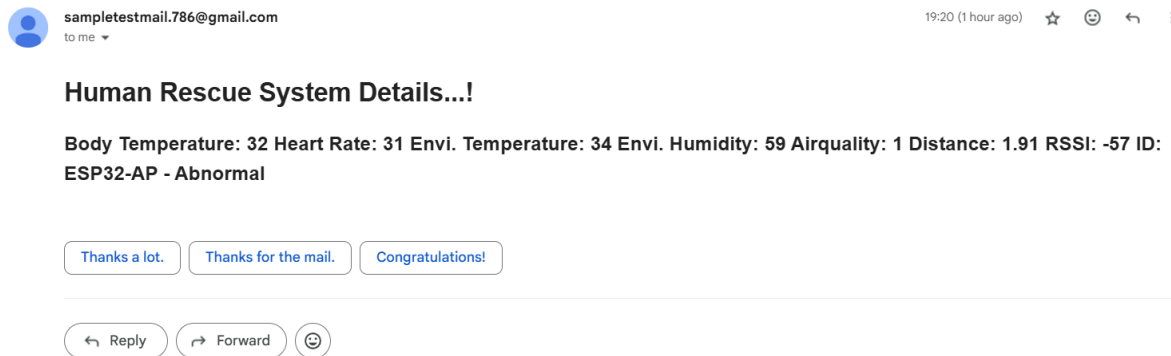 sampletestmail.786@gmail.com 19:20 (1 hour ago)
to me
Human Rescue System Details...!
Body Temperature: 32 Heart Rate: 31 Envi. Temperature: 34 Envi. Humidity: 59 Airquality: 1 Distance: 1.91 RSSI: -57 ID:
ESP32-AP - Abnormal
Thanks a lot. Thanks for the mail. Congratulations!
Reply Forward